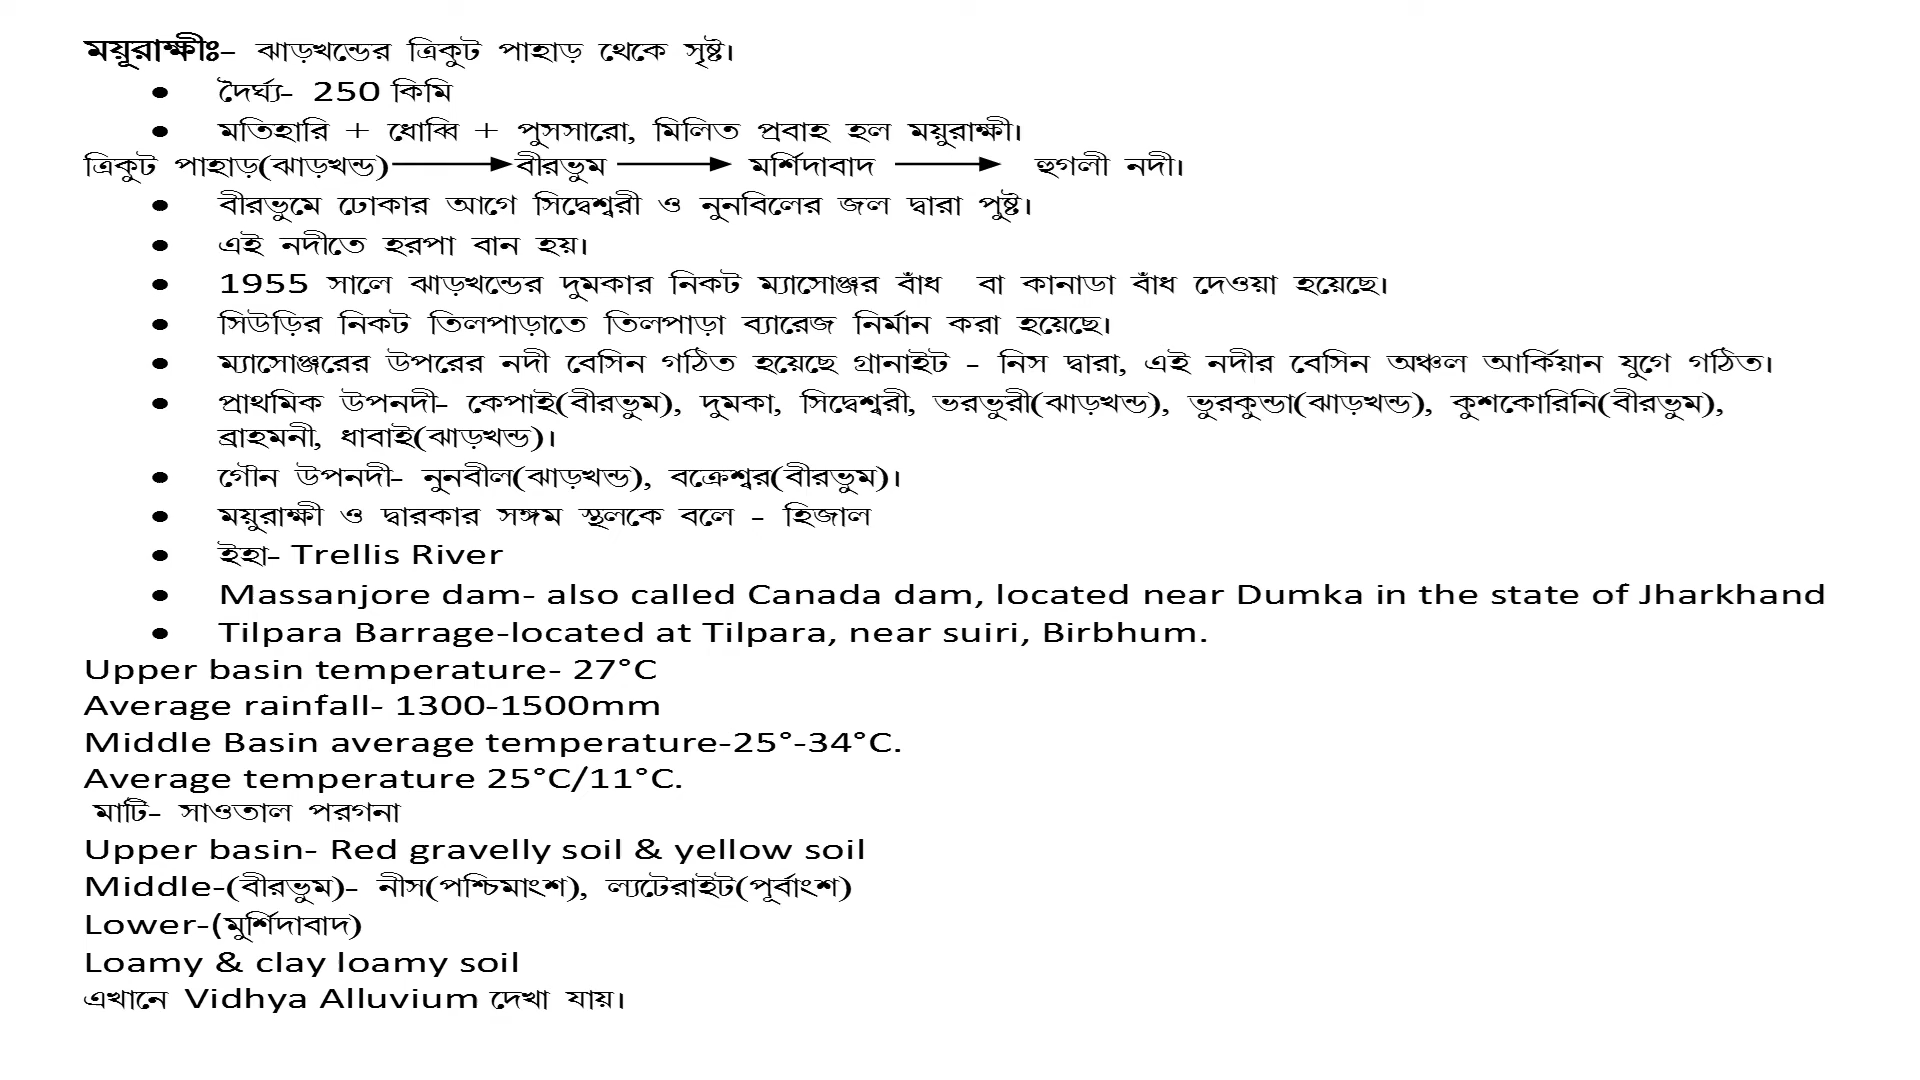 ময়ূরাক্ষীঃ- ঝাড়খন্ডের ত্রিকুট পাহাড় থেকে সৃষ্ট।
● দৈর্ঘ্য- 250 কিমি
● মতিহারি + ধোব্বি + পুসসারো, মিলিত প্রবাহ হল ময়ুরাক্ষী।
ত্রিকুট পাহাড়(ঝাড়খন্ড) → বীরভুম → মর্শিদাবাদ → হুগলী নদী।
● বীরভুমে ঢোকার আগে সিদ্বেশ্বরী ও নুনবিলের জল দ্বারা পুষ্ট।
● এই নদীতে হরপা বান হয়।
● 1955 সালে ঝাড়খন্ডের দুমকার নিকট ম্যাসোঞ্জর বাঁধ বা কানাডা বাঁধ দেওয়া হয়েছে।
● সিউড়ির নিকট তিলপাড়াতে তিলপাড়া ব্যারেজ নির্মান করা হয়েছে।
● ম্যাসোঞ্জরের উপরের নদী বেসিন গঠিত হয়েছে গ্রানাইট - নিস দ্বারা, এই নদীর বেসিন অঞ্চল আর্কিয়ান যুগে গঠিত।
● প্রাথমিক উপনদী- কেপাই(বীরভুম), দুমকা, সিদ্বেশ্বরী, ভরভুরী(ঝাড়খন্ড), ভুরকুন্ডা(ঝাড়খন্ড), কুশকোরিনি(বীরভুম),
ব্রাহমনী, ধাবাই(ঝাড়খন্ড)।
● গৌন উপনদী- নুনবীল(ঝাড়খন্ড), বক্রেশ্বর(বীরভুম)।
● ময়ুরাক্ষী ও দ্বারকার সঙ্গম স্থলকে বলে - হিজাল
● ইহা- Trellis River
● Massanjore dam- also called Canada dam, located near Dumka in the state of Jharkhand
● Tilpara Barrage-located at Tilpara, near suiri, Birbhum.
Upper basin temperature- 27°C
Average rainfall- 1300-1500mm
Middle Basin average temperature-25°-34°C.
Average temperature 25°C/11°C.
মাটি- সাওতাল পরগনা
Upper basin- Red gravelly soil & yellow soil
Middle-(বীরভুম)- নীস(পশ্চিমাংশ), ল্যটেরাইট(পূর্বাংশ)
Lower-(মুর্শিদাবাদ)
Loamy & clay loamy soil
এখানে Vidhya Alluvium দেখা যায়।